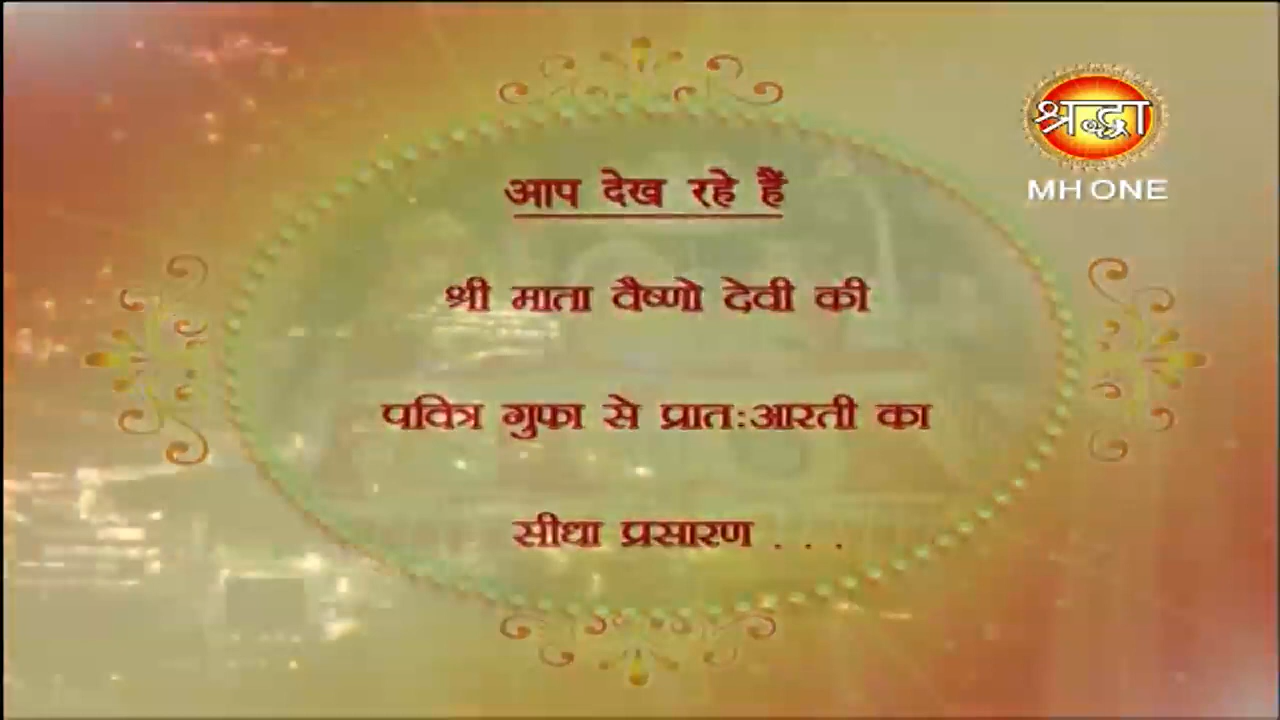 श्रद्धा
MH ONE
आप देख रहे हैं
श्री माता वैष्णो देवी की
पवित्र गुफा से प्रातःआरती का
सीधा प्रसारण . . .